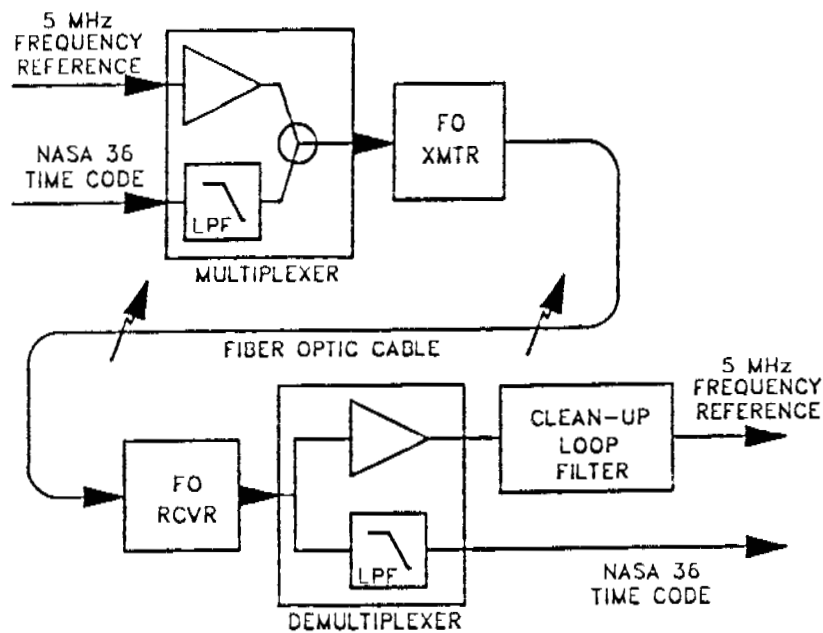 5 MHz
FREQUENCY
REFERENCE
NASA 36
TIME CODE
LPF
MULTIPLEXER
FO
XMTR
FIBER OPTIC CABLE
FO
RCVR
LPF
DEMULTIPLEXER
CLEAN-UP
LOOP
FILTER
5 MHz
FREQUENCY
REFERENCE
NASA 36
TIME CODE